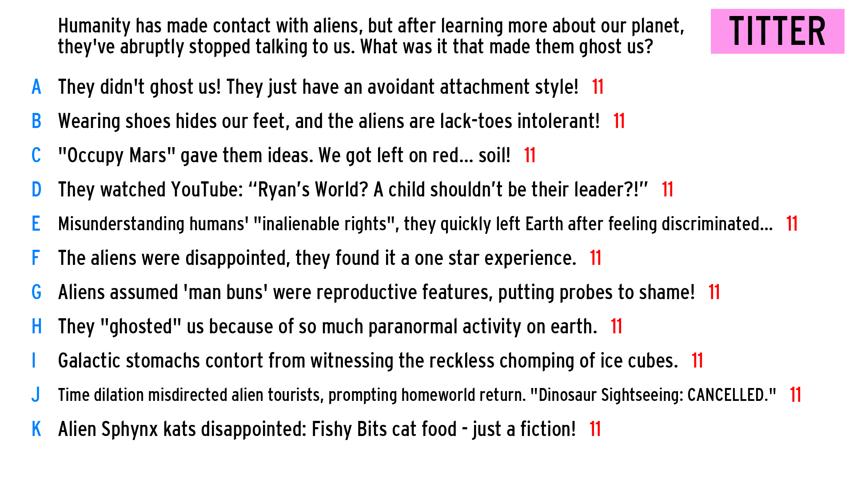 Humanity has made contact with aliens, but after learning more about our planet,
they've abruptly stopped talking to us. What was it that made them ghost us?
TITTER
A They didn't ghost us! They just have an avoidant attachment style! 11
B Wearing shoes hides our feet, and the aliens are lack-toes intolerant! 11
C "Occupy Mars" gave them ideas. We got left on red... soil! 11
D They watched YouTube: “Ryan’s World? A child shouldn’t be their leader?!” 11
E Misunderstanding humans' "inalienable rights", they quickly left Earth after feeling discriminated... 11
F The aliens were disappointed, they found it a one star experience. 11
G Aliens assumed 'man buns' were reproductive features, putting probes to shame! 11
H They "ghosted" us because of so much paranormal activity on earth. 11
I Galactic stomachs contort from witnessing the reckless chomping of ice cubes. 11
J Time dilation misdirected alien tourists, prompting homeworld return. "Dinosaur Sightseeing: CANCELLED." 11
K Alien Sphynx kats disappointed: Fishy Bits cat food - just a fiction! 11